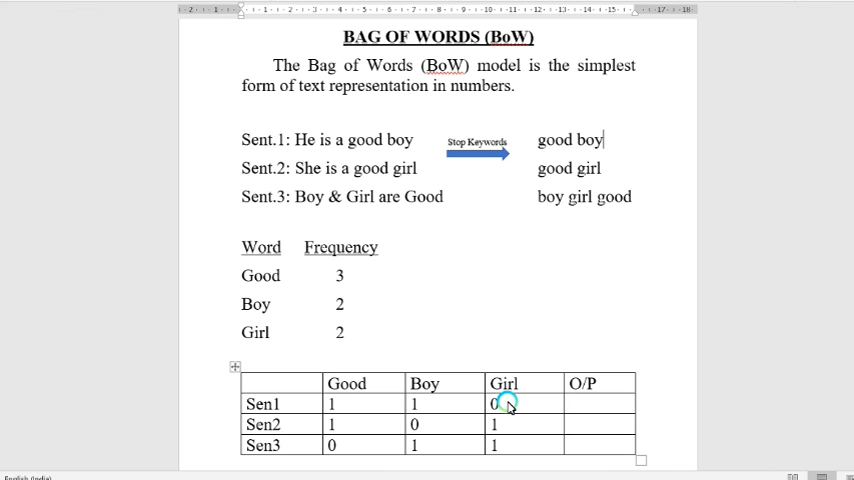 BAG OF WORDS (BoW)
The Bag of Words (BoW) model is the simplest
form of text representation in numbers.
Sent.1: He is a good boy Stop Keywords good boy
Sent.2: She is a good girl good girl
Sent.3: Boy & Girl are Good boy girl good
Word Frequency
Good 3
Boy 2
Girl 2
Good Boy Girl O/P
Sen1 1 1 0
Sen2 1 0 1
Sen3 0 1 1
English (India)